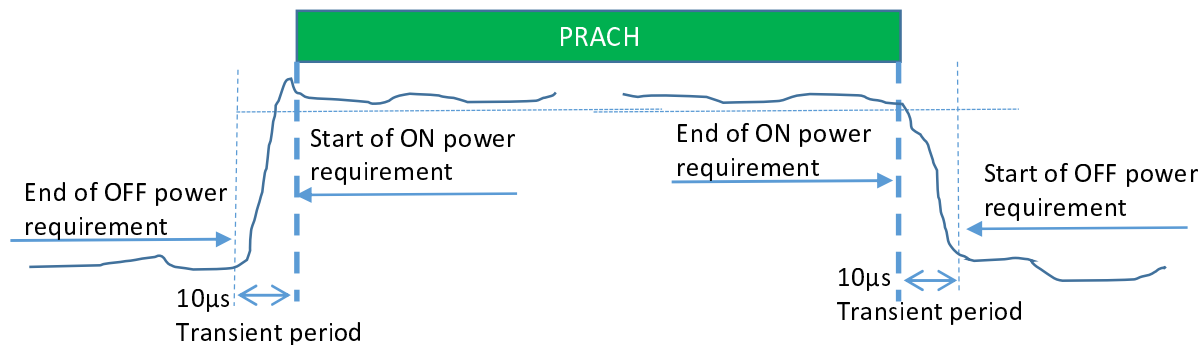 PRACH
Start of ON power
requirement
End of ON power
requirement
End of OFF power
requirement
Start of OFF power
requirement
10µs
Transient period
10µs
Transient period